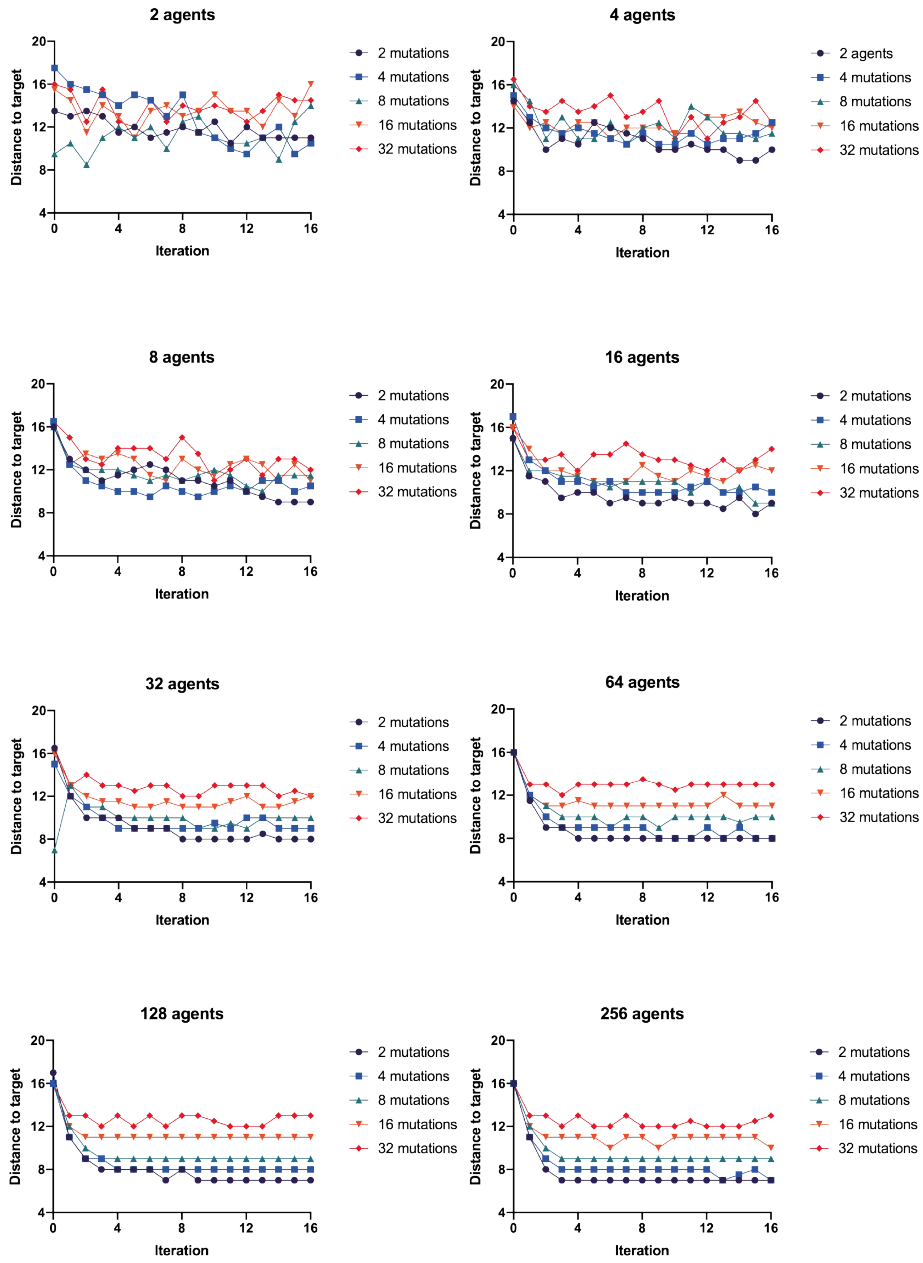 2 agents
20
16
12
8
4
0
4
8
12
16
Distance to target
Iteration
2 mutations
4 mutations
8 mutations
16 mutations
32 mutations
4 agents
20
16
12
8
4
0
4
8
12
16
Distance to target
Iteration
2 agents
4 mutations
8 mutations
16 mutations
32 mutations
8 agents
20
16
12
8
4
0
4
8
12
16
Distance to target
Iteration
2 mutations
4 mutations
8 mutations
16 mutations
32 mutations
16 agents
20
16
12
8
4
0
4
8
12
16
Distance to target
Iteration
2 mutations
4 mutations
8 mutations
16 mutations
32 mutations
32 agents
20
16
12
8
4
0
4
8
12
16
Distance to target
Iteration
2 mutations
4 mutations
8 mutations
16 mutations
32 mutations
64 agents
20
16
12
8
4
0
4
8
12
16
Distance to target
Iteration
2 mutations
4 mutations
8 mutations
16 mutations
32 mutations
128 agents
20
16
12
8
4
0
4
8
12
16
Distance to target
Iteration
2 mutations
4 mutations
8 mutations
16 mutations
32 mutations
256 agents
20
16
12
8
4
0
4
8
12
16
Distance to target
Iteration
2 mutations
4 mutations
8 mutations
16 mutations
32 mutations